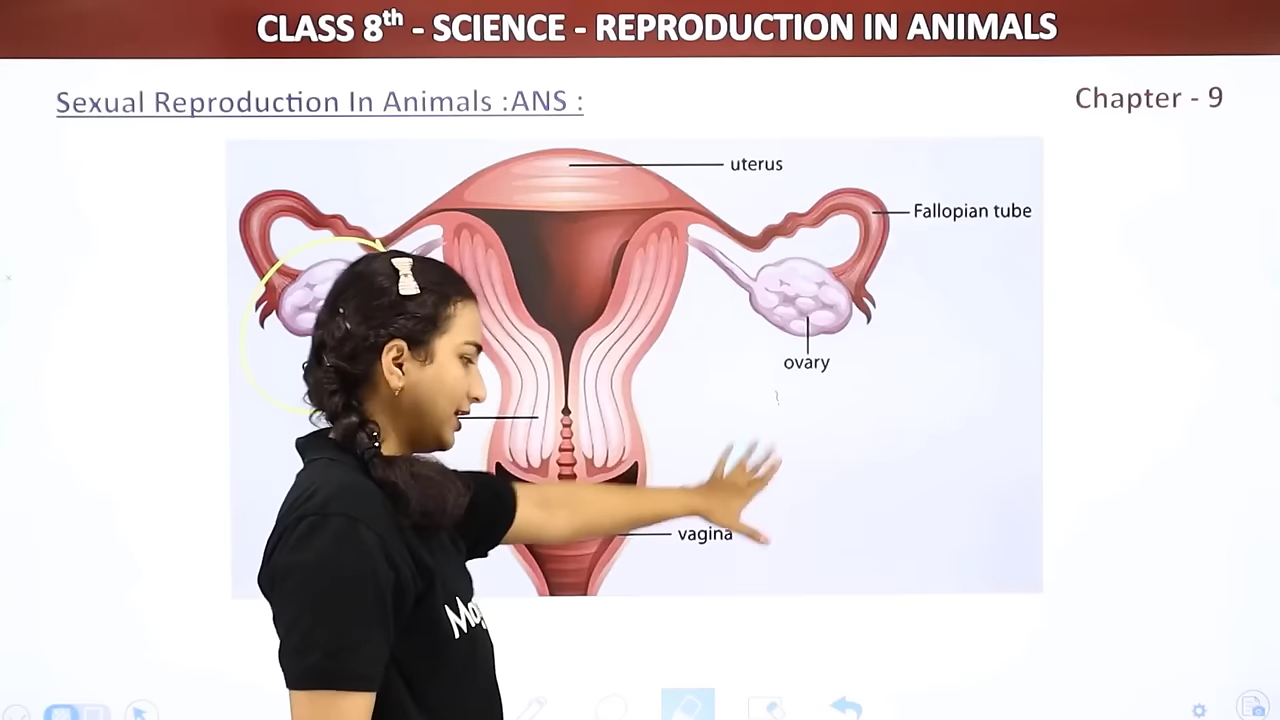 CLASS 8th - SCIENCE - REPRODUCTION IN ANIMALS
Sexual Reproduction In Animals :ANS :
Chapter - 9
uterus
Fallopian tube
ovary
vagina